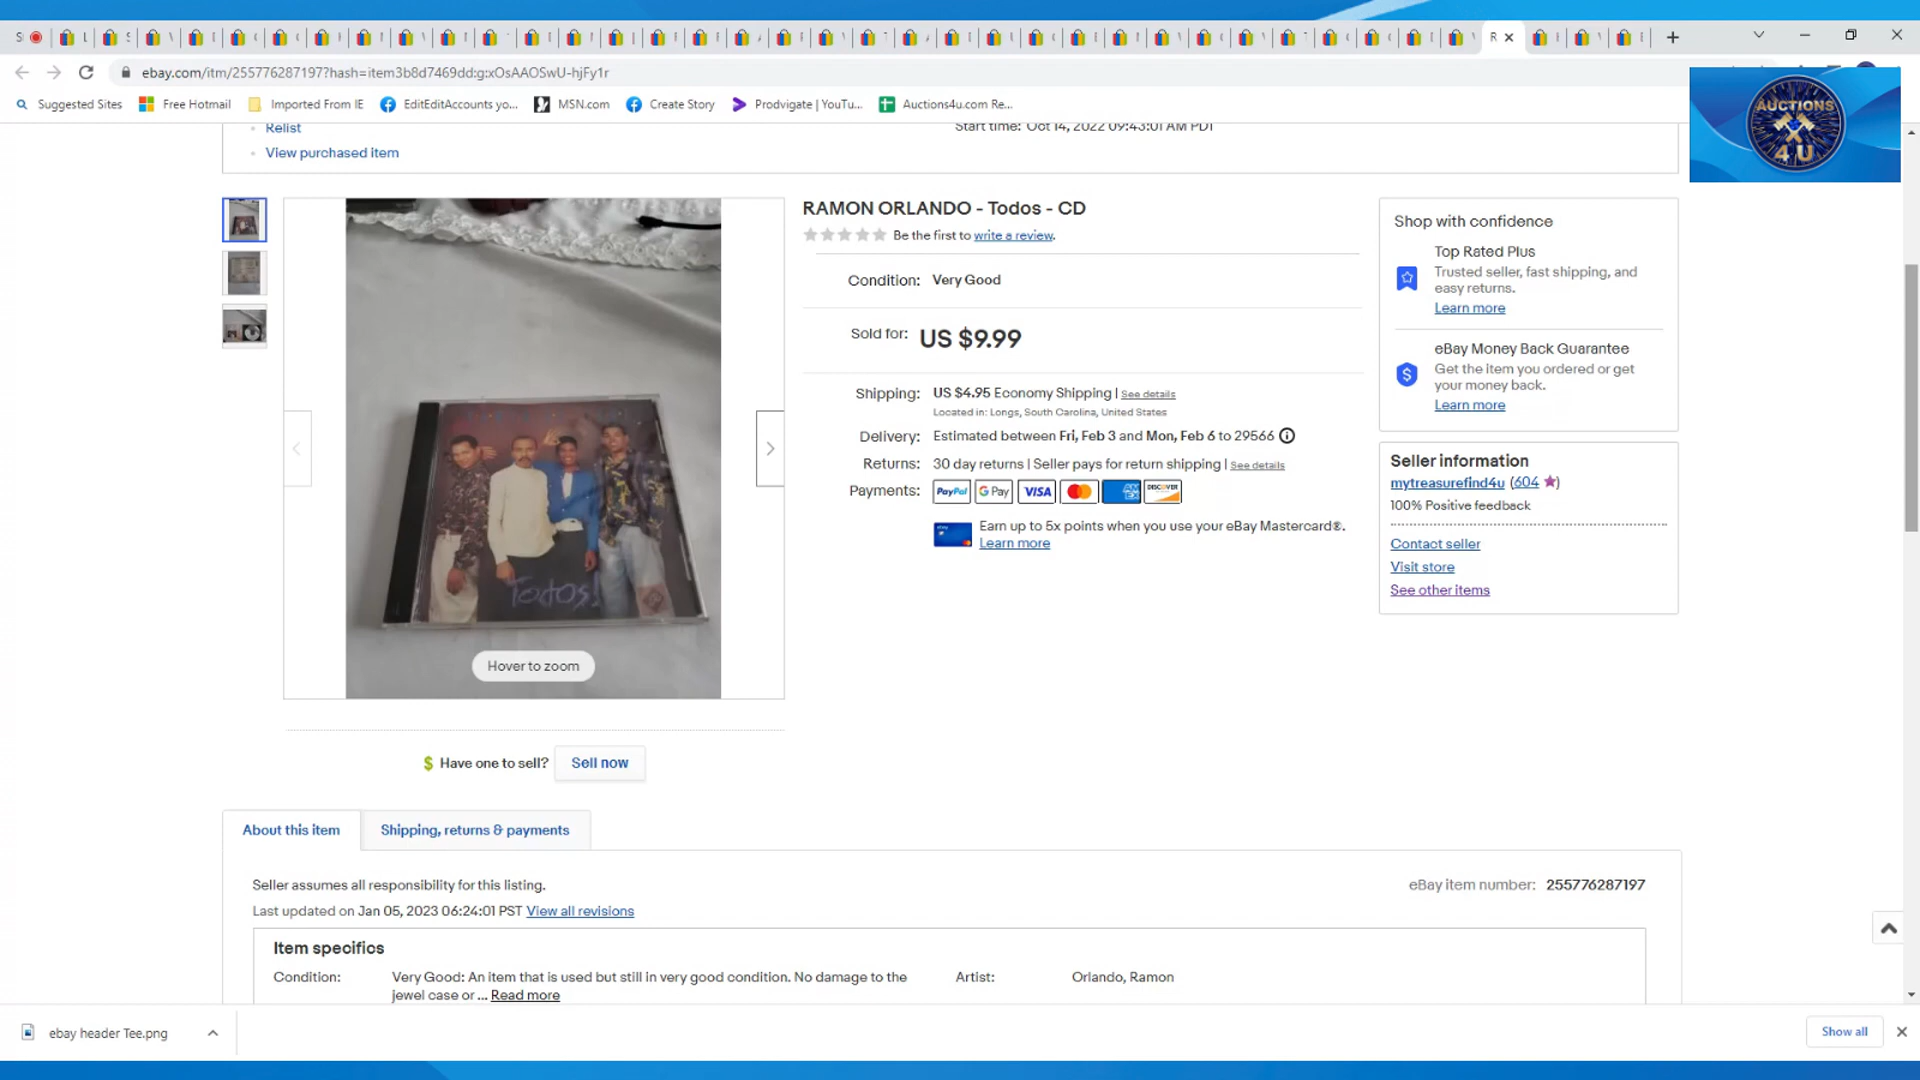 ebay.com/itm/255776287197?hash=item3b8d7469dd:g:xOsAAOSwU-hjFy1r
Suggested Sites
Free Hotmail
Imported From IE
EditEditAccounts yo...
MSN.com
Create Story
Prodvigate | YouTu...
Auctions4u.com Re...
AUCTIONS
4 U
Relist
Start time: Oct 14, 2022 09:43:01 AM PDT
View purchased item
RAMON ORLANDO - Todos - CD
Be the first to write a review.
Condition: Very Good
Sold for: US $9.99
Shipping: US $4.95 Economy Shipping | See details
Located in: Longs, South Carolina, United States
Delivery: Estimated between Fri, Feb 3 and Mon, Feb 6 to 29566
Returns: 30 day returns | Seller pays for return shipping | See details
Payments: PayPal G Pay VISA AMEX DISCOVER
Earn up to 5x points when you use your eBay Mastercard®.
Learn more
Shop with confidence
Top Rated Plus
Trusted seller, fast shipping, and
easy returns.
Learn more
eBay Money Back Guarantee
Get the item you ordered or get
your money back.
Learn more
Seller information
mytreasurefind4u (604)
100% Positive feedback
Contact seller
Visit store
See other items
Todos!
Hover to zoom
$ Have one to sell? Sell now
About this item
Shipping, returns & payments
Seller assumes all responsibility for this listing.
eBay item number: 255776287197
Last updated on Jan 05, 2023 06:24:01 PST View all revisions
Item specifics
Condition: Very Good: An item that is used but still in very good condition. No damage to the
jewel case or ... Read more
Artist: Orlando, Ramon
ebay header Tee.png
Show all